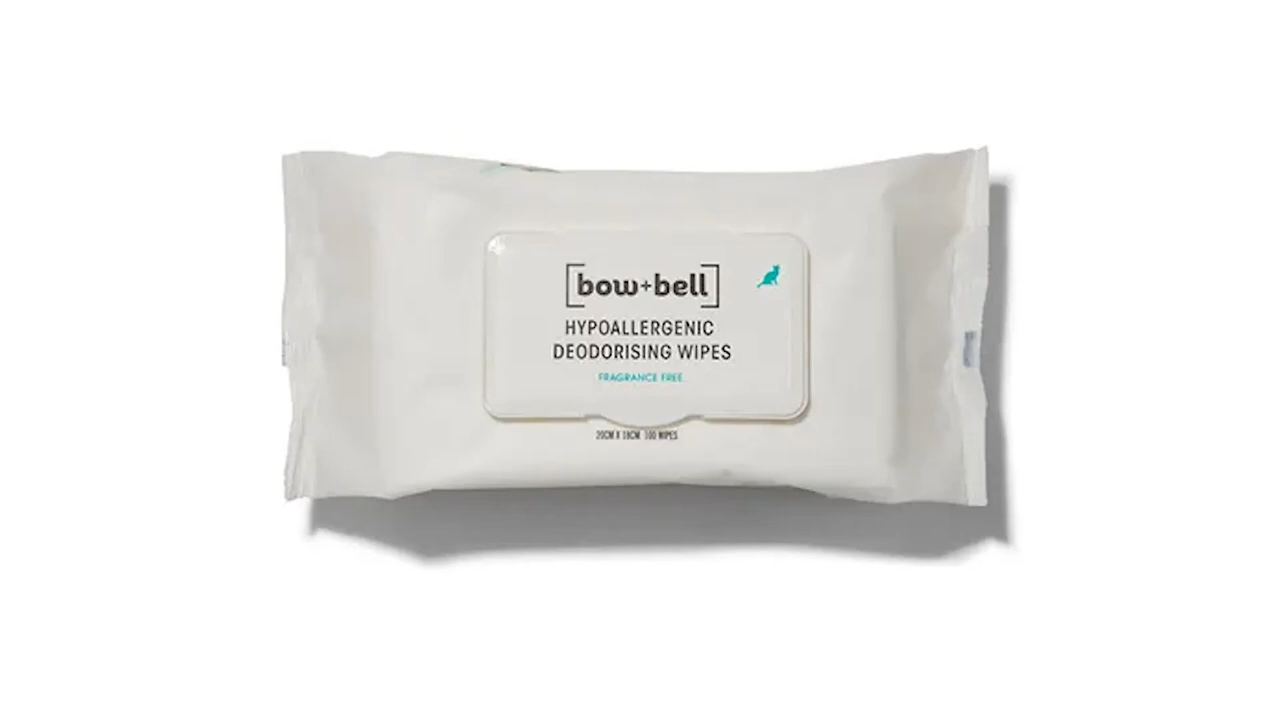 [bow+bell]
HYPOALLERGENIC
DEODORISING WIPES
FRAGRANCE FREE
20CM X 18CM 100 WIPES